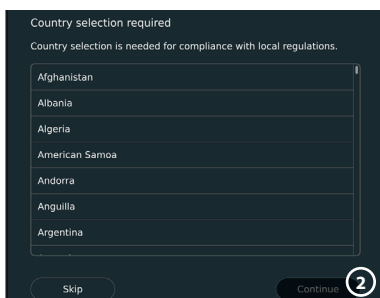 Country selection required
Country selection is needed for compliance with local regulations.
Afghanistan
Albania
Algeria
American Samoa
Andorra
Anguilla
Argentina
Skip
Continue
2